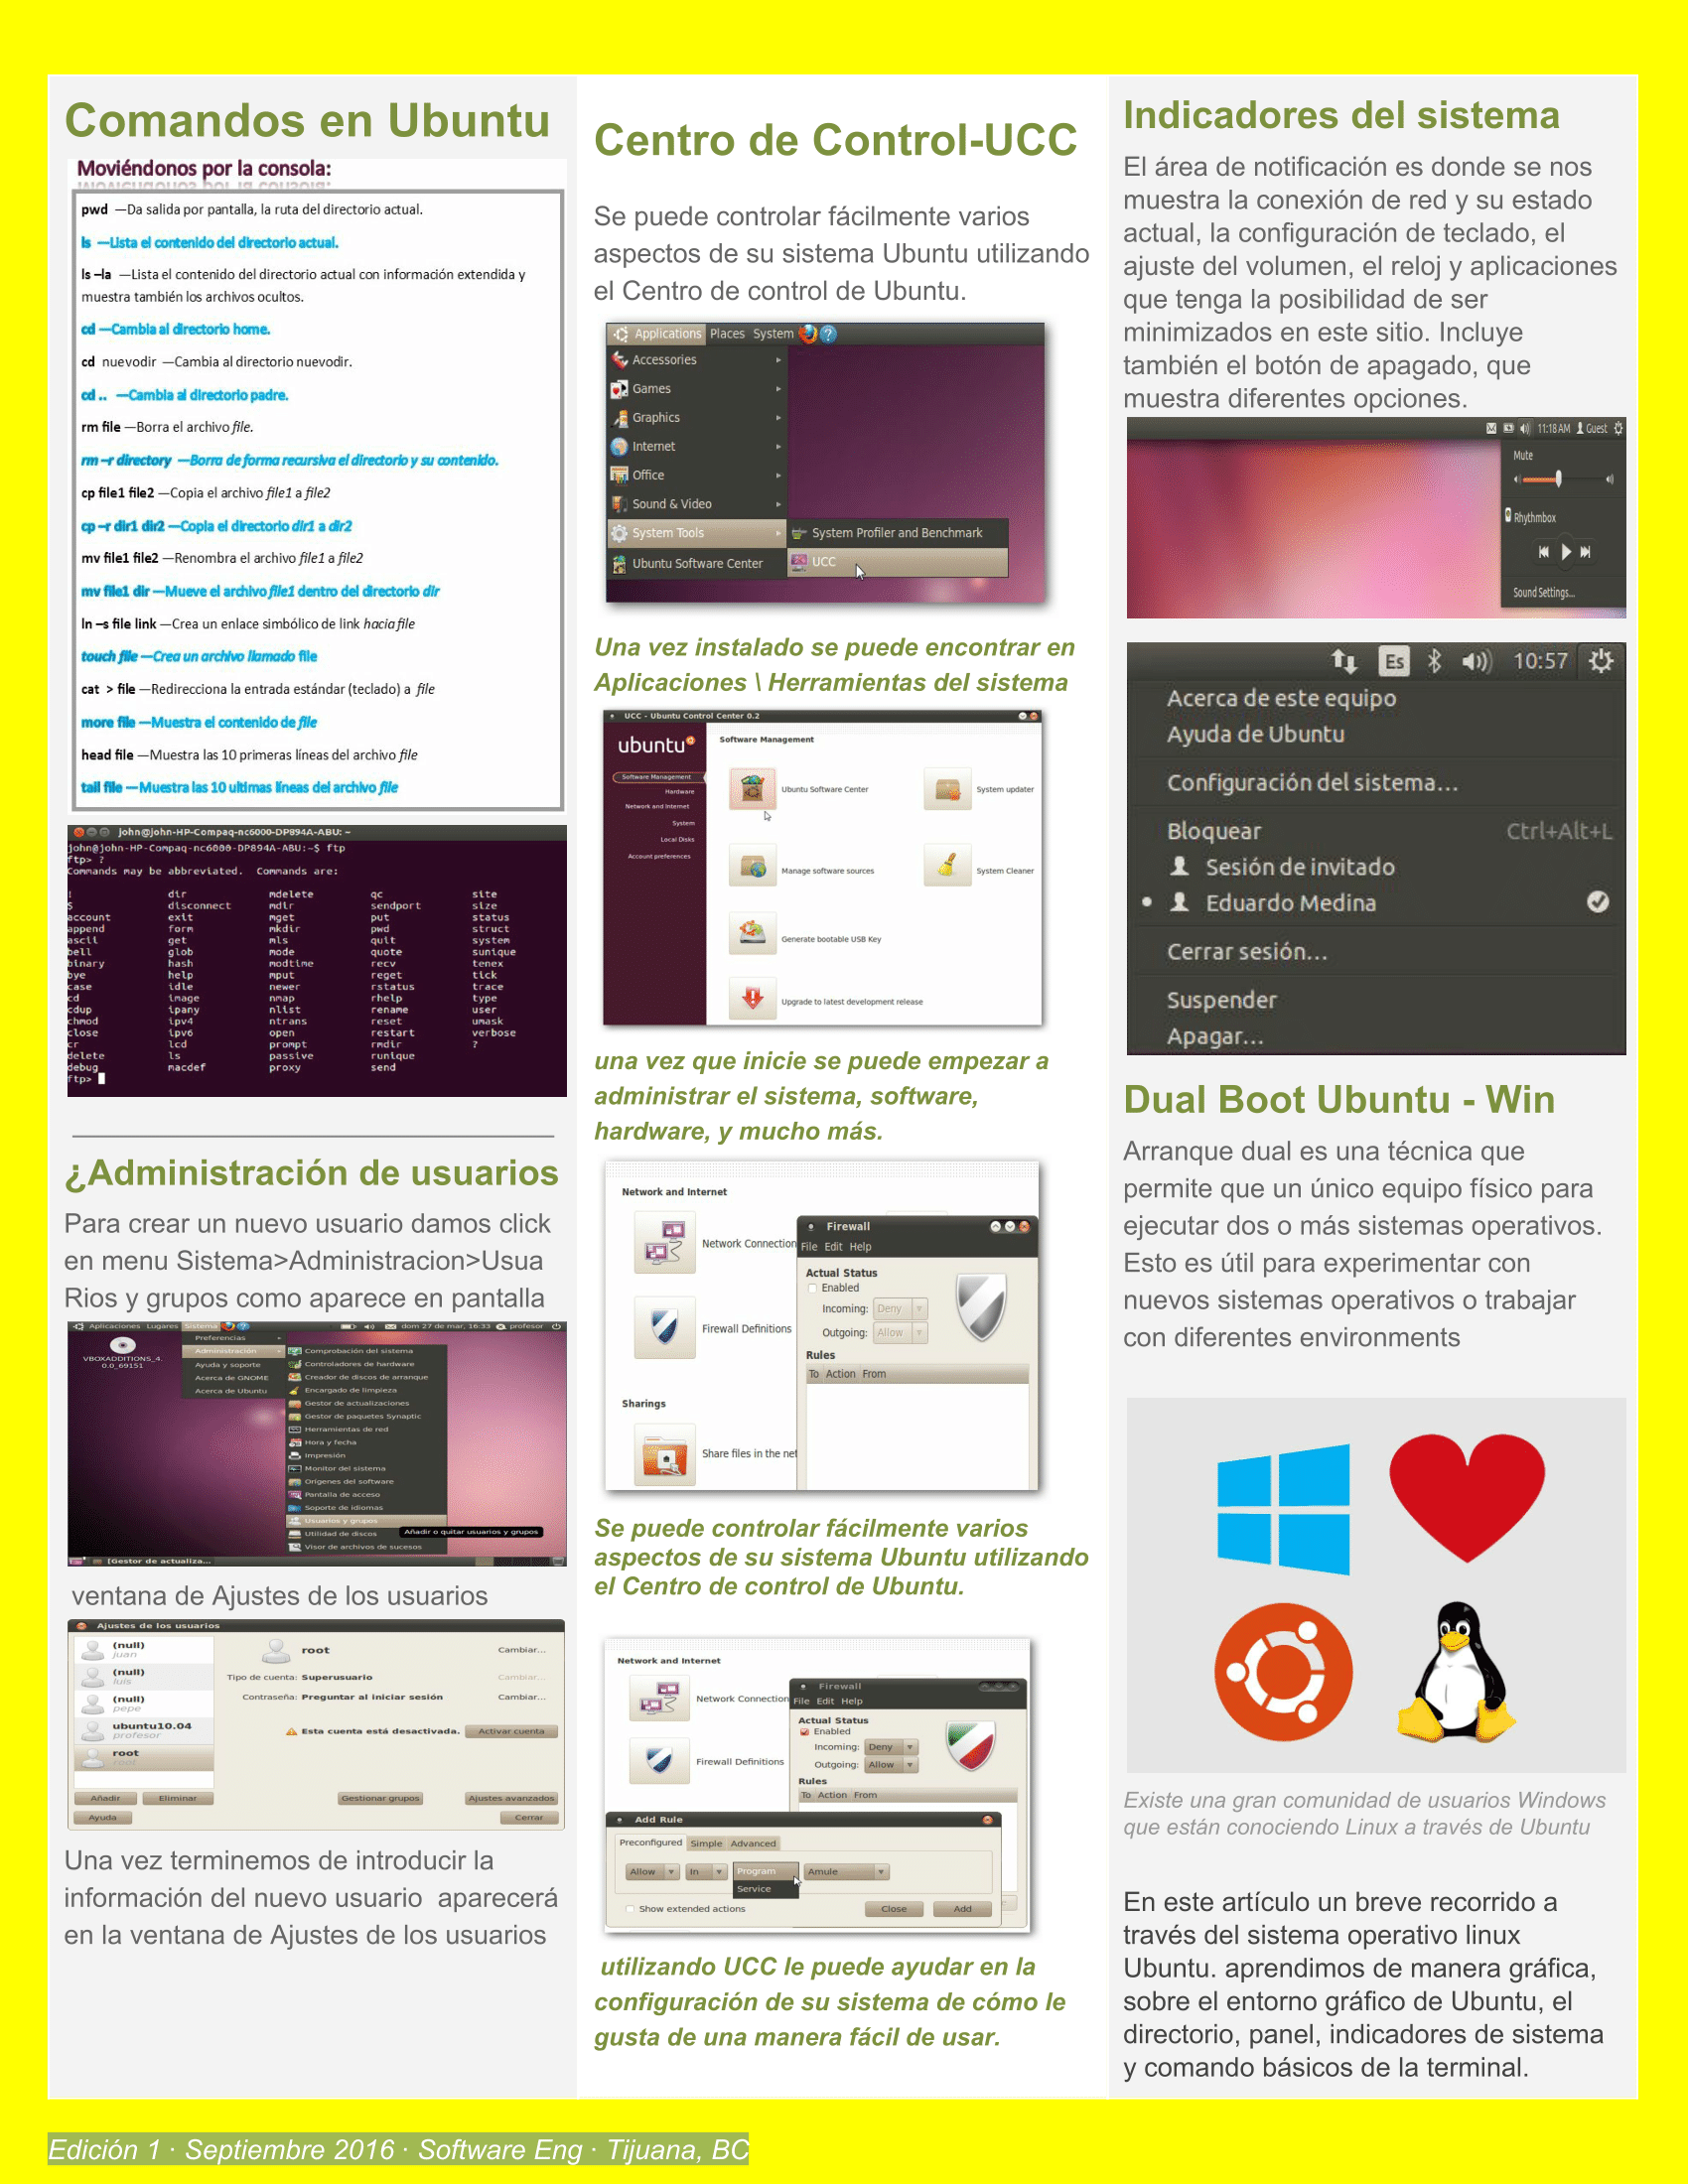 Comandos en Ubuntu
Moviéndonos por la consola:
pwd —Da salida por pantalla, la ruta del directorio actual.
ls —Lista el contenido del directorio actual.
ls –la —Lista el contenido del directorio actual con información extendida y
muestra también los archivos ocultos.
cd —Cambia al directorio home.
cd nuevodir —Cambia al directorio nuevodir.
cd .. —Cambia al directorio padre.
rm file —Borra el archivo file.
rm –r directory —Borra de forma recursiva el directorio y su contenido.
cp file1 file2 —Copia el archivo file1 a file2
cp –r dir1 dir2 —Copia el directorio dir1 a dir2
mv file1 file2 —Renombra el archivo file1 a file2
mv file1 dir —Mueve el archivo file1 dentro del directorio dir
ln –s file link —Crea un enlace simbólico de link hacia file
touch file —Crea un archivo llamado file
cat > file —Redirecciona la entrada estándar (teclado) a file
more file —Muestra el contenido de file
head file —Muestra las 10 primeras líneas del archivo file
tail file —Muestra las 10 ultimas líneas del archivo file
john@john-HP-Compaq-nc6000-DP894A-ABU: ~
john@john-HP-Compaq-nc6000-DP894A-ABU:~$ ftp
ftp> ?
Commands may be abbreviated. Commands are:
! dir mdelete qc site
$ disconnect mdir sendport size
account exit mget put status
append form mkdir pwd struct
ascii get mls quit system
bell glob mode quote sunique
binary hash modtime recv tenex
bye help mput reget tick
case idle newer rstatus trace
cd image nmap rhelp type
cdup ipany nlist rename user
chmod ipv4 ntrans reset umask
close ipv6 open restart verbose
cr lcd prompt rmdir ?
delete ls passive runique
debug macdef proxy send
ftp>
¿Administración de usuarios
Para crear un nuevo usuario damos click
en menu Sistema>Administracion>Usua
Rios y grupos como aparece en pantalla
Aplicaciones Lugares Sistema dom 27 de mar, 16:33 profesor
VBOXADDITIONS_4.
0.0_69151
Preferencias
Administración
Ayuda y soporte
Acerca de GNOME
Acerca de Ubuntu
Comprobación del sistema
Controladores de hardware
Creador de discos de arranque
Encargado de limpieza
Gestor de actualizaciones
Gestor de paquetes Synaptic
Herramientas de red
Hora y fecha
Impresión
Monitor del sistema
Orígenes del software
Pantalla de acceso
Soporte de idiomas
Usuarios y grupos
Utilidad de discos
Añadir o quitar usuarios y grupos
Visor de archivos de sucesos
[Gestor de actualiza...
ventana de Ajustes de los usuarios
Ajustes de los usuarios
(null)
juan
(null)
luis
(null)
pepe
ubuntu10.04
profesor
root
root
root Cambiar...
Tipo de cuenta: Superusuario Cambiar...
Contraseña: Preguntar al iniciar sesión Cambiar...
Esta cuenta está desactivada. Activar cuenta
Añadir Eliminar Gestionar grupos Ajustes avanzados
Ayuda Cerrar
Una vez terminemos de introducir la
información del nuevo usuario aparecerá
en la ventana de Ajustes de los usuarios
Centro de Control-UCC
Se puede controlar fácilmente varios
aspectos de su sistema Ubuntu utilizando
el Centro de control de Ubuntu.
Applications Places System
Accessories
Games
Graphics
Internet
Office
Sound & Video
System Tools
Ubuntu Software Center
System Profiler and Benchmark
UCC
Una vez instalado se puede encontrar en
Aplicaciones \ Herramientas del sistema
UCC - Ubuntu Control Center 0.2
ubuntu
Software Management
Hardware
Network and Internet
System
Local Disks
Account preferences
Software Management
Ubuntu Software Center System updater
Manage software sources System Cleaner
Generate bootable USB Key
Upgrade to latest development release
una vez que inicie se puede empezar a
administrar el sistema, software,
hardware, y mucho más.
Network and Internet
Network Connection
Firewall Definitions
Sharings
Share files in the net
Firewall
File Edit Help
Actual Status
Enabled
Incoming: Deny
Outgoing: Allow
Rules
To Action From
Se puede controlar fácilmente varios
aspectos de su sistema Ubuntu utilizando
el Centro de control de Ubuntu.
Network and Internet
Network Connection
Firewall Definitions
Firewall
File Edit Help
Actual Status
Enabled
Incoming: Deny
Outgoing: Allow
Rules
To Action From
Add Rule
Preconfigured Simple Advanced
Allow In Program Amule
Service
Show extended actions Close Add
utilizando UCC le puede ayudar en la
configuración de su sistema de cómo le
gusta de una manera fácil de usar.
Indicadores del sistema
El área de notificación es donde se nos
muestra la conexión de red y su estado
actual, la configuración de teclado, el
ajuste del volumen, el reloj y aplicaciones
que tenga la posibilidad de ser
minimizados en este sitio. Incluye
también el botón de apagado, que
muestra diferentes opciones.
11:18 AM Guest
Mute
Rhythmbox
Sound Settings...
Es 10:57
Acerca de este equipo
Ayuda de Ubuntu
Configuración del sistema...
Bloquear Ctrl+Alt+L
Sesión de invitado
Eduardo Medina
Cerrar sesión...
Suspender
Apagar...
Dual Boot Ubuntu - Win
Arranque dual es una técnica que
permite que un único equipo físico para
ejecutar dos o más sistemas operativos.
Esto es útil para experimentar con
nuevos sistemas operativos o trabajar
con diferentes environments
Existe una gran comunidad de usuarios Windows
que están conociendo Linux a través de Ubuntu
En este artículo un breve recorrido a
través del sistema operativo linux
Ubuntu. aprendimos de manera gráfica,
sobre el entorno gráfico de Ubuntu, el
directorio, panel, indicadores de sistema
y comando básicos de la terminal.
Edición 1 · Septiembre 2016 · Software Eng · Tijuana, BC